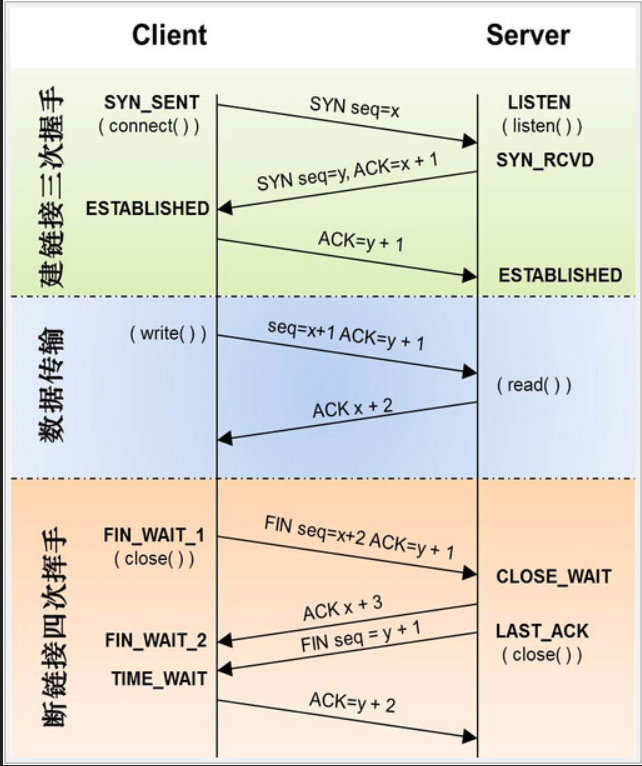 Client
Server
建链接三次握手
SYN_SENT
( connect( ) )
SYN seq=x
LISTEN
( listen( ) )
SYN_RCVD
SYN seq=y, ACK=x + 1
ESTABLISHED
ACK=y + 1
ESTABLISHED
数据传输
( write( ) )
seq=x+1 ACK=y + 1
( read( ) )
ACK x + 2
断链接四次挥手
FIN_WAIT_1
( close( ) )
FIN seq=x+2 ACK=y + 1
CLOSE_WAIT
ACK x + 3
FIN_WAIT_2
FIN seq = y + 1
LAST_ACK
( close( ) )
TIME_WAIT
ACK=y + 2